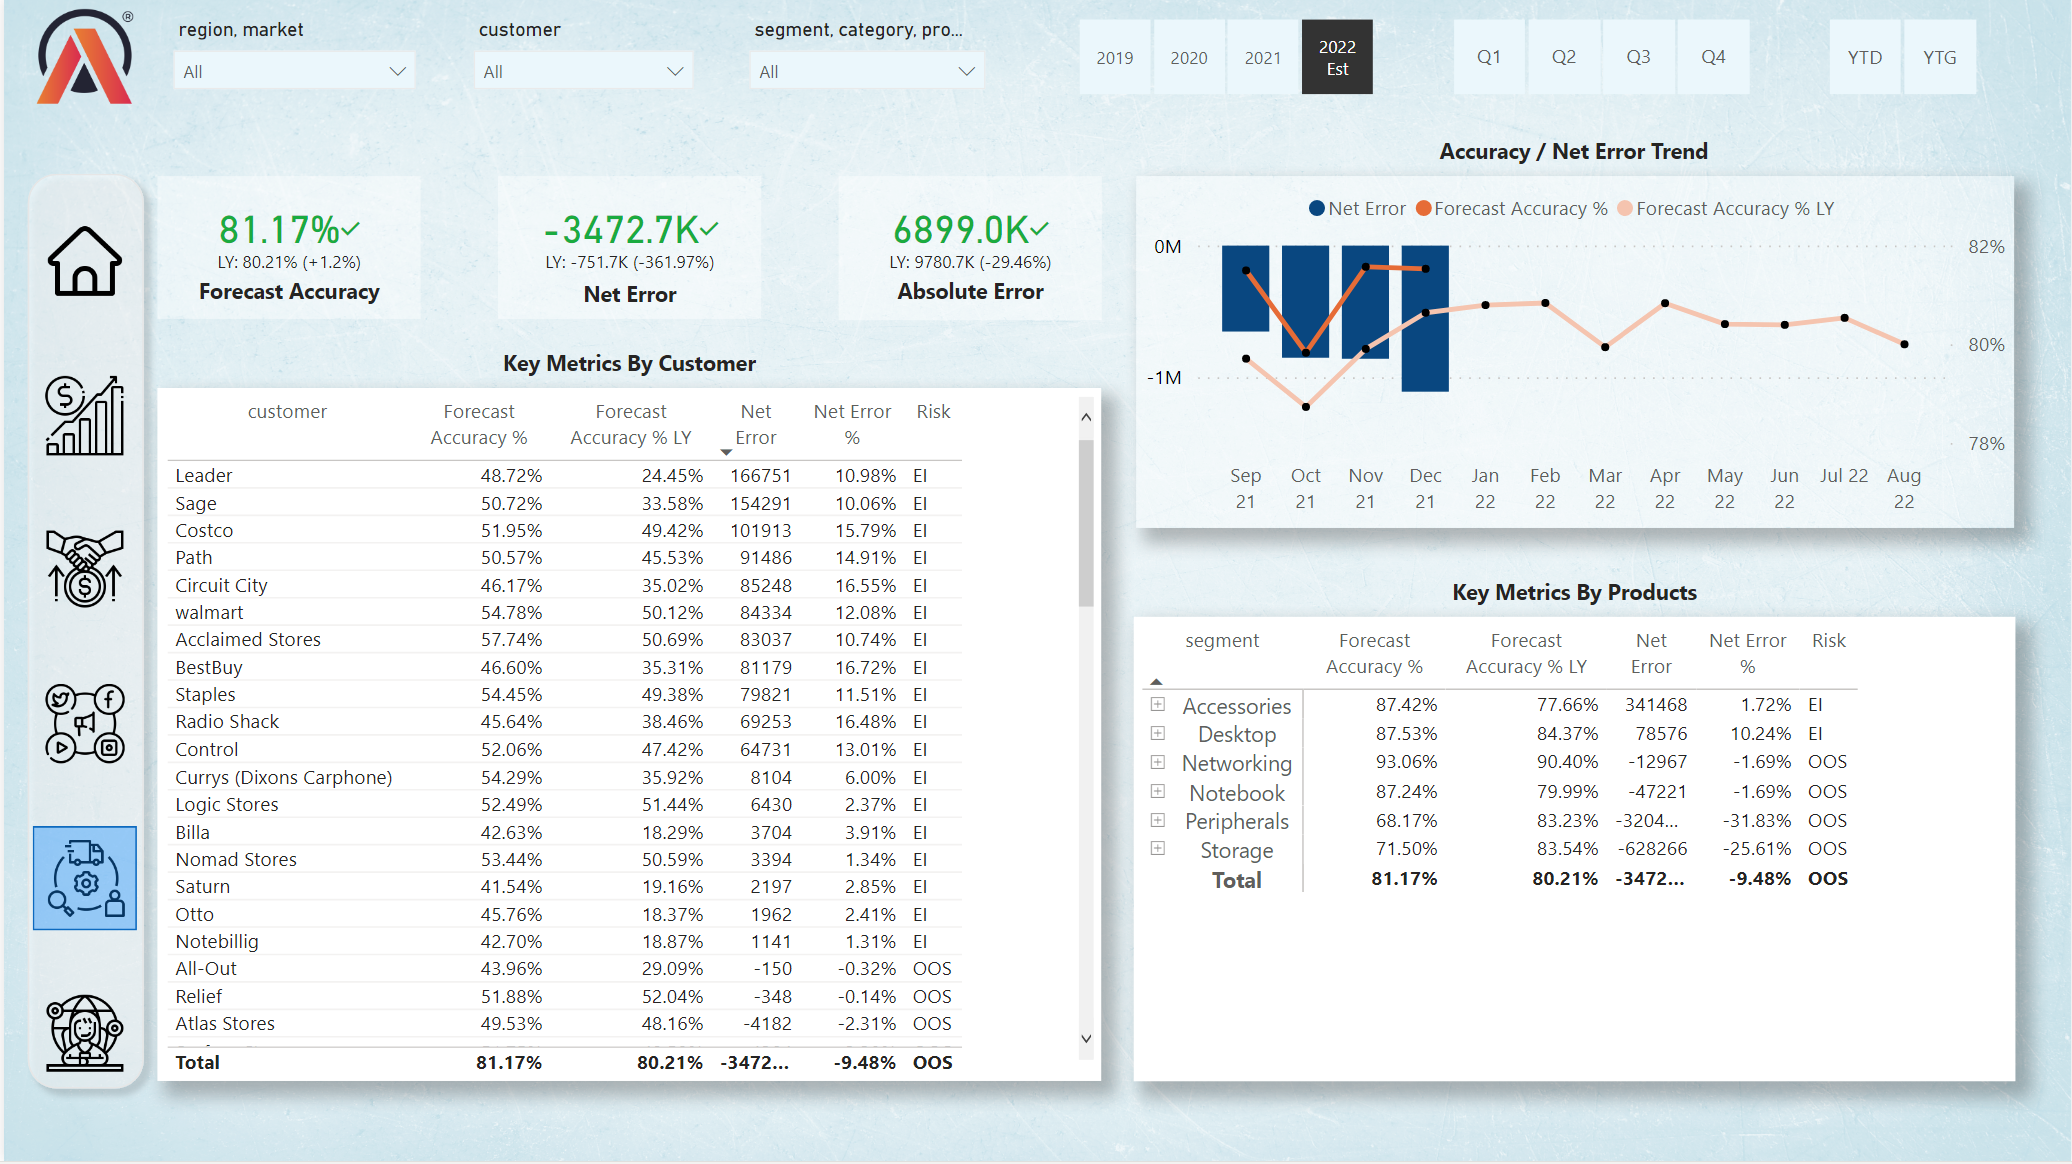 ®
region, market
All
customer
All
segment, category, pro...
All
2019
2020
2021
2022
Est
Q1
Q2
Q3
Q4
YTD
YTG
81.17%
LY: 80.21% (+1.2%)
Forecast Accuracy
-3472.7K
LY: -751.7K (-361.97%)
Net Error
6899.0K
LY: 9780.7K (-29.46%)
Absolute Error
Key Metrics By Customer
customer Forecast Accuracy % Forecast Accuracy % LY Net Error Net Error % Risk
Leader 48.72% 24.45% 166751 10.98% EI
Sage 50.72% 33.58% 154291 10.06% EI
Costco 51.95% 49.42% 101913 15.79% EI
Path 50.57% 45.53% 91486 14.91% EI
Circuit City 46.17% 35.02% 85248 16.55% EI
walmart 54.78% 50.12% 84334 12.08% EI
Acclaimed Stores 57.74% 50.69% 83037 10.74% EI
BestBuy 46.60% 35.31% 81179 16.72% EI
Staples 54.45% 49.38% 79821 11.51% EI
Radio Shack 45.64% 38.46% 69253 16.48% EI
Control 52.06% 47.42% 64731 13.01% EI
Currys (Dixons Carphone) 54.29% 35.92% 8104 6.00% EI
Logic Stores 52.49% 51.44% 6430 2.37% EI
Billa 42.63% 18.29% 3704 3.91% EI
Nomad Stores 53.44% 50.59% 3394 1.34% EI
Saturn 41.54% 19.16% 2197 2.85% EI
Otto 45.76% 18.37% 1962 2.41% EI
Notebillig 42.70% 18.87% 1141 1.31% EI
All-Out 43.96% 29.09% -150 -0.32% OOS
Relief 51.88% 52.04% -348 -0.14% OOS
Atlas Stores 49.53% 48.16% -4182 -2.31% OOS
Total 81.17% 80.21% -3472... -9.48% OOS
Accuracy / Net Error Trend
Net Error Forecast Accuracy % Forecast Accuracy % LY
0M
82%
80%
-1M
78%
Sep Oct Nov Dec Jan Feb Mar Apr May Jun Jul 22 Aug
21 21 21 21 22 22 22 22 22 22 22
Key Metrics By Products
segment Forecast Accuracy % Forecast Accuracy % LY Net Error Net Error % Risk
Accessories 87.42% 77.66% 341468 1.72% EI
Desktop 87.53% 84.37% 78576 10.24% EI
Networking 93.06% 90.40% -12967 -1.69% OOS
Notebook 87.24% 79.99% -47221 -1.69% OOS
Peripherals 68.17% 83.23% -3204... -31.83% OOS
Storage 71.50% 83.54% -628266 -25.61% OOS
Total 81.17% 80.21% -3472... -9.48% OOS